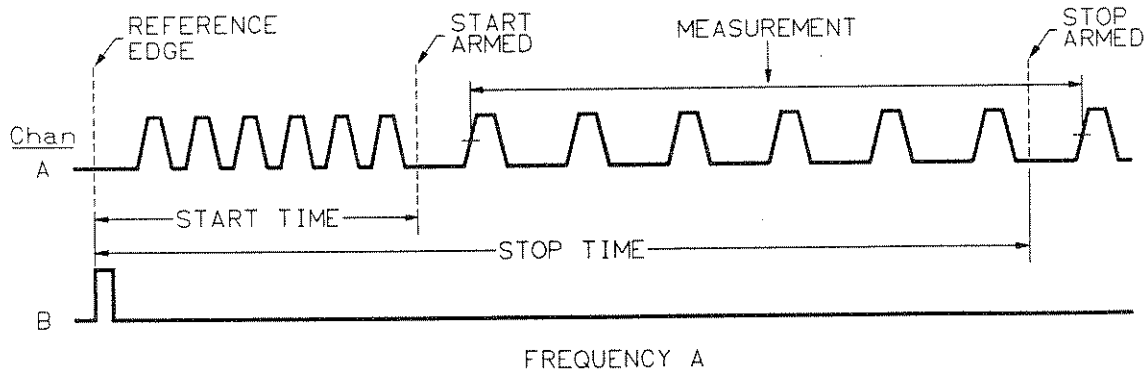 REFERENCE
EDGE
START
ARMED
MEASUREMENT
STOP
ARMED
Chan
A
START TIME
STOP TIME
B
FREQUENCY A